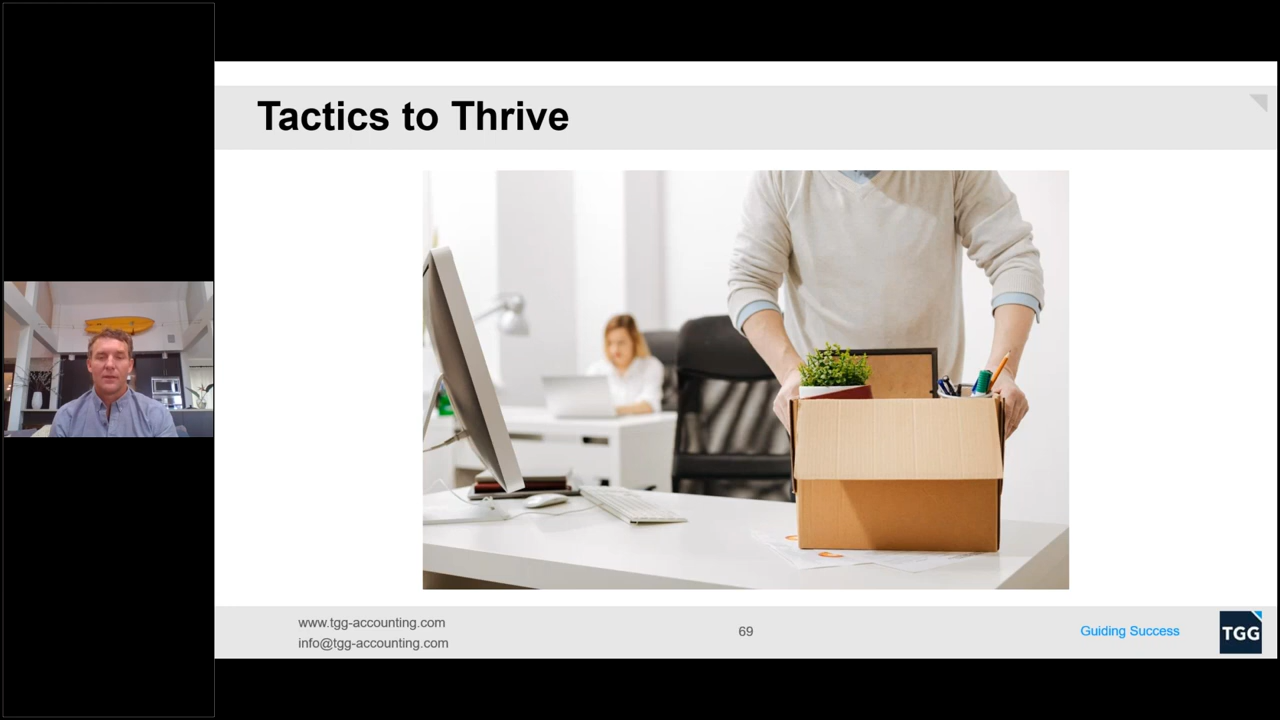 Tactics to Thrive
www.tgg-accounting.com
info@tgg-accounting.com
69
Guiding Success
TGG